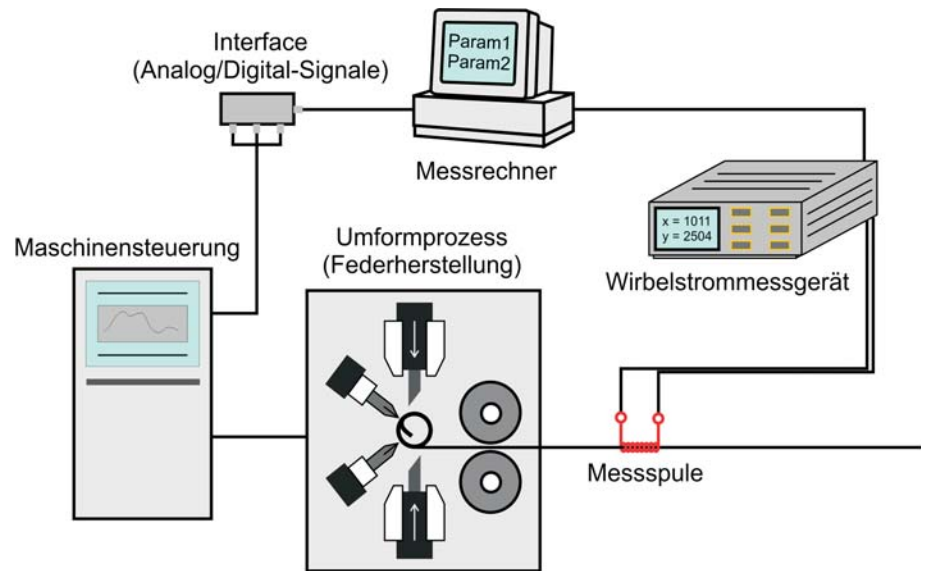 Interface
(Analog/Digital-Signale)
Param1
Param2
Messrechner
x = 1011
y = 2504
Wirbelstrommessgerät
Maschinensteuerung
Umformprozess
(Federherstellung)
Messspule